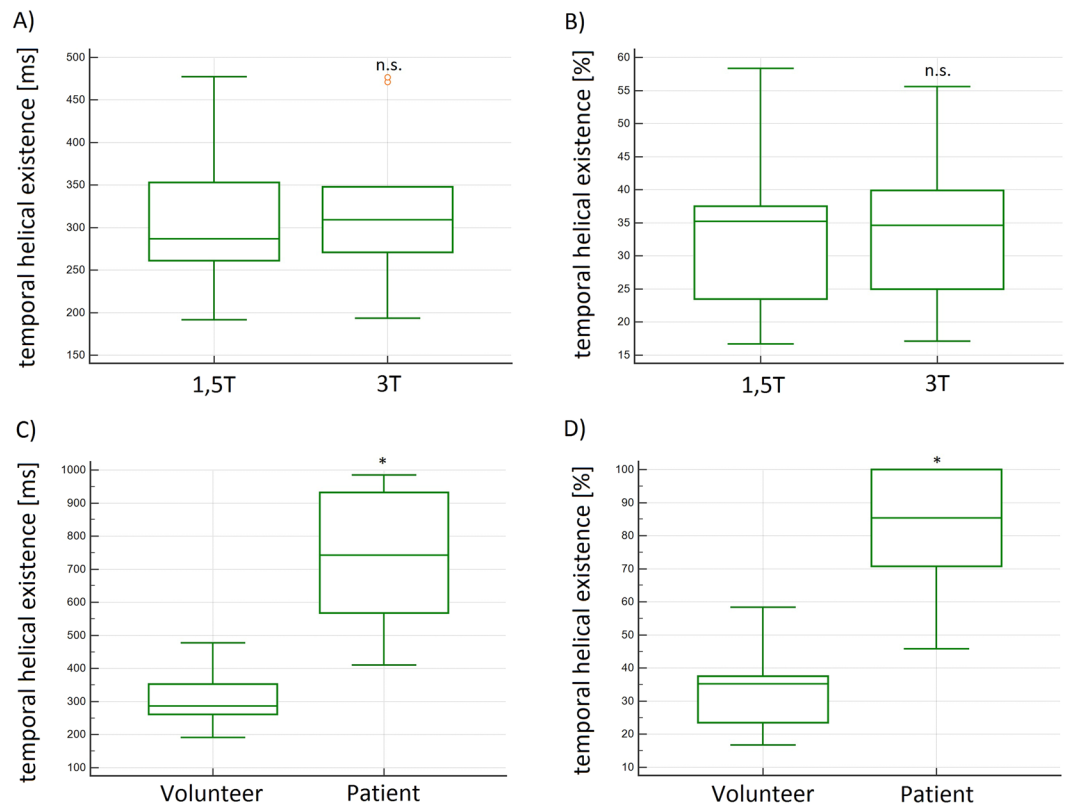 A)
temporal helical existence [ms]
500
450
400
350
300
250
200
150
n.s.
1,5T
3T
B)
temporal helical existence [%]
60
55
50
45
40
35
30
25
20
15
n.s.
1,5T
3T
C)
temporal helical existence [ms]
1000
900
800
700
600
500
400
300
200
100
*
Volunteer
Patient
D)
temporal helical existence [%]
100
90
80
70
60
50
40
30
20
10
*
Volunteer
Patient